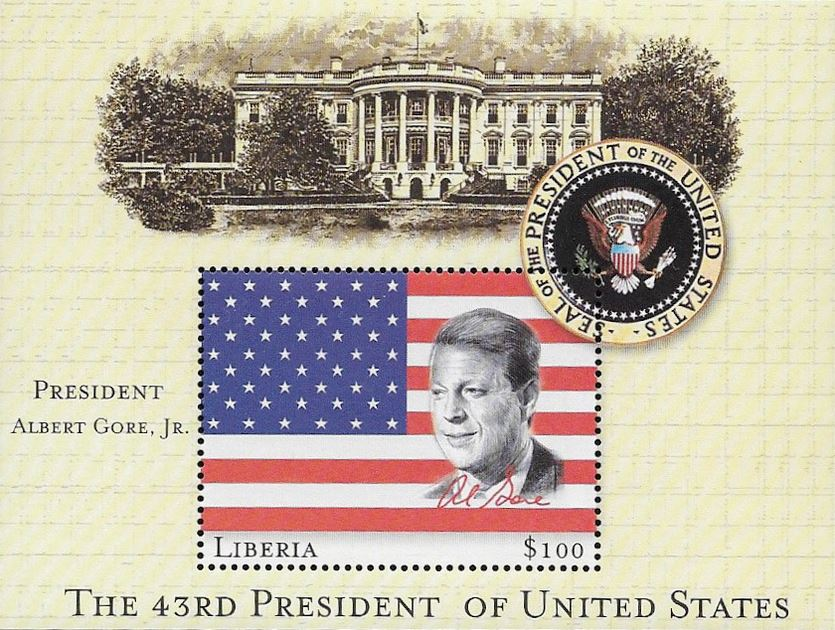 SEAL OF THE PRESIDENT OF THE UNITED STATES
PRESIDENT
ALBERT GORE, JR.
Al Gore
LIBERIA $100
THE 43RD PRESIDENT OF UNITED STATES